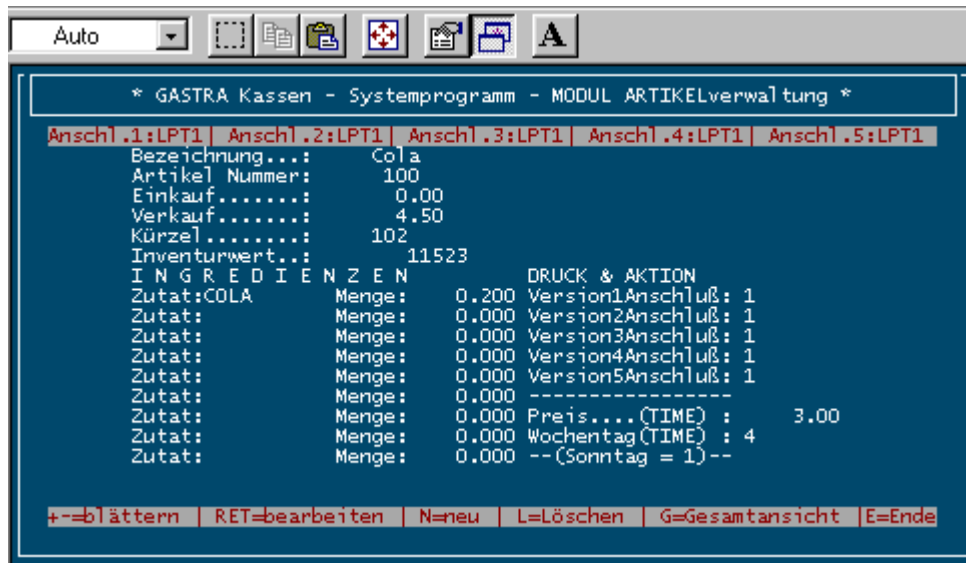 Auto
A
* GASTRA Kassen - Systemprogramm - MODUL ARTIKELverwaltung *
Anschl.1:LPT1| Anschl.2:LPT1| Anschl.3:LPT1| Anschl.4:LPT1| Anschl.5:LPT1
Bezeichnung...: Cola
Artikel Nummer: 100
Einkauf.......: 0.00
Verkauf.......: 4.50
Kürzel........: 102
Inventurwert..: 11523
I N G R E D I E N Z E N DRUCK & AKTION
Zutat:COLA Menge: 0.200 Version1Anschluß: 1
Zutat: Menge: 0.000 Version2Anschluß: 1
Zutat: Menge: 0.000 Version3Anschluß: 1
Zutat: Menge: 0.000 Version4Anschluß: 1
Zutat: Menge: 0.000 Version5Anschluß: 1
Zutat: Menge: 0.000 -----------------
Zutat: Menge: 0.000 Preis....(TIME) : 3.00
Zutat: Menge: 0.000 Wochentag(TIME) : 4
Zutat: Menge: 0.000 --(Sonntag = 1)--
+-=blättern | RET=bearbeiten | N=neu | L=Löschen | G=Gesamtansicht |E=Ende